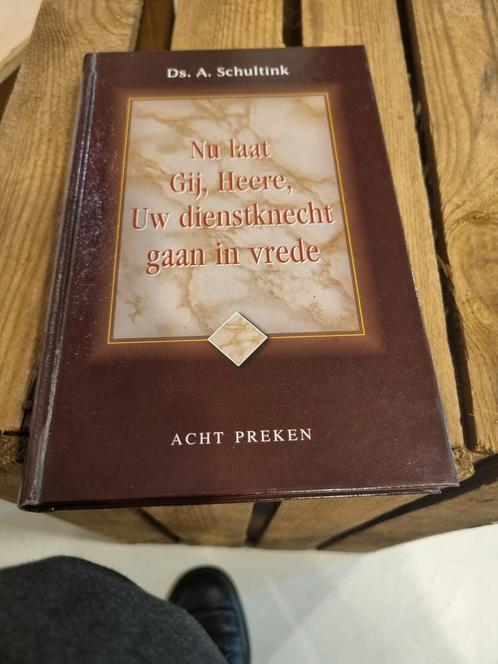 Ds. A. Schultink
Nu laat
Gij, Heere,
Uw dienstknecht
gaan in vrede
ACHT PREKEN